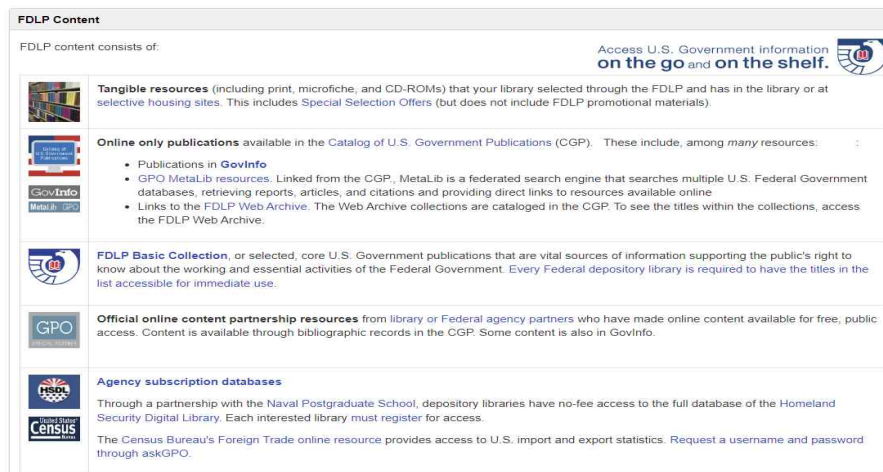 FDLP Content
FDLP content consists of:
Access U.S. Government information
on the go and on the shelf.
Tangible resources (including print, microfiche, and CD-ROMs) that your library selected through the FDLP and has in the library or at
selective housing sites. This includes Special Selection Offers (but does not include FDLP promotional materials).
Catalog of
U.S. Government
Publications
GovInfo
MetaLib GPO
Online only publications available in the Catalog of U.S. Government Publications (CGP). These include, among many resources: :
• Publications in GovInfo
• GPO MetaLib resources. Linked from the CGP., MetaLib is a federated search engine that searches multiple U.S. Federal Government
databases, retrieving reports, articles, and citations and providing direct links to resources available online
• Links to the FDLP Web Archive. The Web Archive collections are cataloged in the CGP. To see the titles within the collections, access
the FDLP Web Archive.
FDLP Basic Collection, or selected, core U.S. Government publications that are vital sources of information supporting the public's right to
know about the working and essential activities of the Federal Government. Every Federal depository library is required to have the titles in the
list accessible for immediate use.
GPO
Official online content partnership resources from library or Federal agency partners who have made online content available for free, public
access. Content is available through bibliographic records in the CGP. Some content is also in GovInfo.
HSDL
United States®
Census
Bureau
Agency subscription databases
Through a partnership with the Naval Postgraduate School, depository libraries have no-fee access to the full database of the Homeland
Security Digital Library. Each interested library must register for access.
The Census Bureau's Foreign Trade online resource provides access to U.S. import and export statistics. Request a username and password
through askGPO.